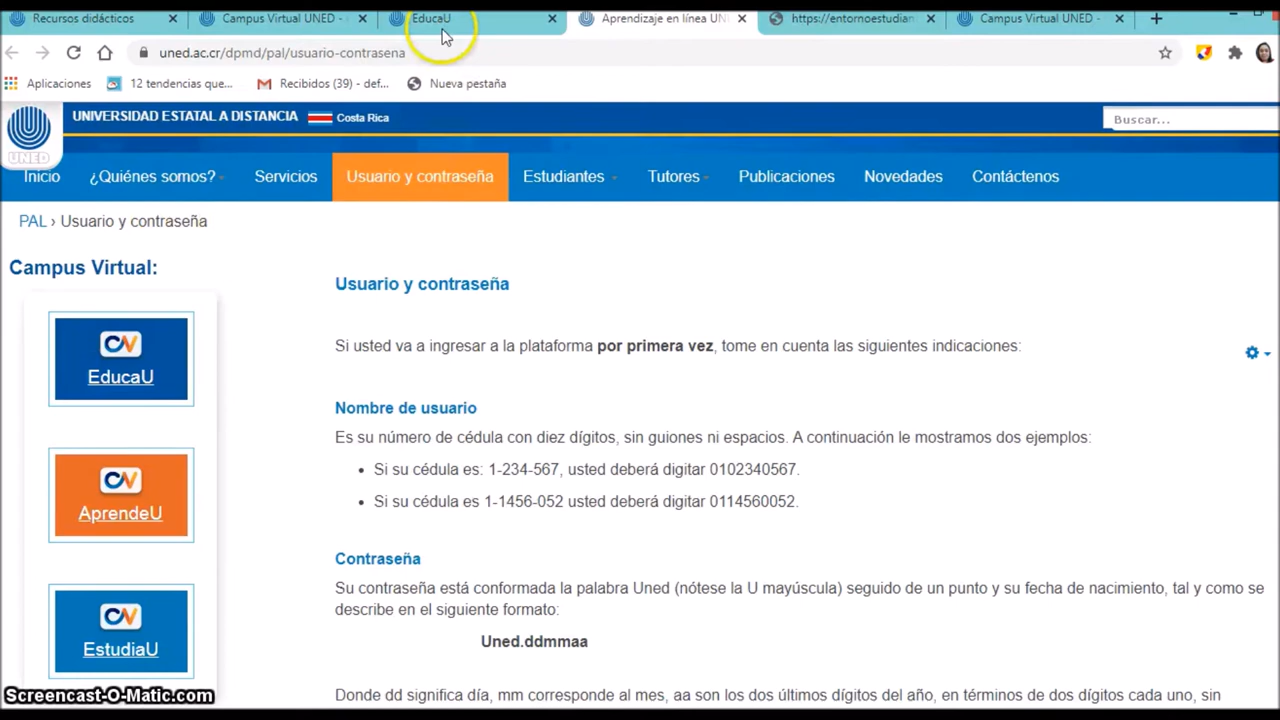 Recursos didácticos
Campus Virtual UNED -
EducaU
Aprendizaje en línea UN
https://entornoestudian
Campus Virtual UNED -
uned.ac.cr/dpmd/pal/usuario-contrasena
Aplicaciones
12 tendencias que...
Recibidos (39) - def...
Nueva pestaña
UNIVERSIDAD ESTATAL A DISTANCIA
Costa Rica
Buscar...
UNED
Inicio
¿Quiénes somos?
Servicios
Usuario y contraseña
Estudiantes
Tutores
Publicaciones
Novedades
Contáctenos
PAL › Usuario y contraseña
Campus Virtual:
CV
EducaU
CV
AprendeU
CV
EstudiaU
Usuario y contraseña
Si usted va a ingresar a la plataforma por primera vez, tome en cuenta las siguientes indicaciones:
Nombre de usuario
Es su número de cédula con diez dígitos, sin guiones ni espacios. A continuación le mostramos dos ejemplos:
• Si su cédula es: 1-234-567, usted deberá digitar 0102340567.
• Si su cédula es 1-1456-052 usted deberá digitar 0114560052.
Contraseña
Su contraseña está conformada la palabra Uned (nótese la U mayúscula) seguido de un punto y su fecha de nacimiento, tal y como se
describe en el siguiente formato:
Uned.ddmmaa
Donde dd significa día, mm corresponde al mes, aa son los dos últimos dígitos del año, en términos de dos dígitos cada uno, sin
Screencast-O-Matic.com